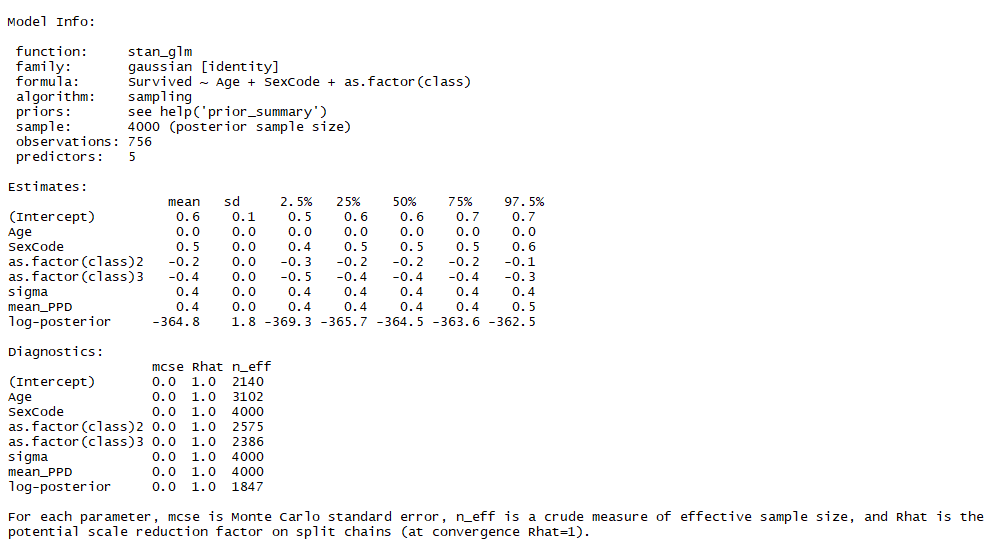 Model Info:

 function:     stan_glm
 family:       gaussian [identity]
 formula:      Survived ~ Age + SexCode + as.factor(class)
 algorithm:    sampling
 priors:       see help('prior_summary')
 sample:       4000 (posterior sample size)
 observations: 756
 predictors:   5

Estimates:
                    mean   sd     2.5%   25%    50%    75%    97.5%
(Intercept)          0.6    0.1    0.5    0.6    0.6    0.7    0.7
Age                  0.0    0.0    0.0    0.0    0.0    0.0    0.0
SexCode              0.5    0.0    0.4    0.5    0.5    0.5    0.6
as.factor(class)2   -0.2    0.0   -0.3   -0.2   -0.2   -0.2   -0.1
as.factor(class)3   -0.4    0.0   -0.5   -0.4   -0.4   -0.4   -0.3
sigma                0.4    0.0    0.4    0.4    0.4    0.4    0.4
mean_PPD             0.4    0.0    0.4    0.4    0.4    0.4    0.5
log-posterior     -364.8    1.8 -369.3 -365.7 -364.5 -363.6 -362.5

Diagnostics:
                  mcse Rhat n_eff
(Intercept)       0.0  1.0  2140
Age               0.0  1.0  3102
SexCode           0.0  1.0  4000
as.factor(class)2 0.0  1.0  2575
as.factor(class)3 0.0  1.0  2386
sigma             0.0  1.0  4000
mean_PPD          0.0  1.0  4000
log-posterior     0.0  1.0  1847

For each parameter, mcse is Monte Carlo standard error, n_eff is a crude measure of effective sample size, and Rhat is the
potential scale reduction factor on split chains (at convergence Rhat=1).